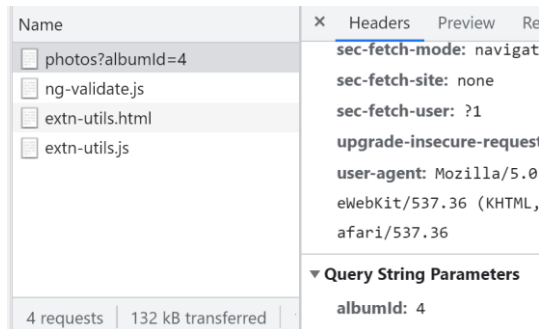 Name
photos?albumId=4
ng-validate.js
extn-utils.html
extn-utils.js
4 requests
132 kB transferred
× Headers Preview Re
sec-fetch-mode: navigat
sec-fetch-site: none
sec-fetch-user: ?1
upgrade-insecure-request
user-agent: Mozilla/5.0
eWebKit/537.36 (KHTML,
afari/537.36
▾ Query String Parameters
albumId: 4